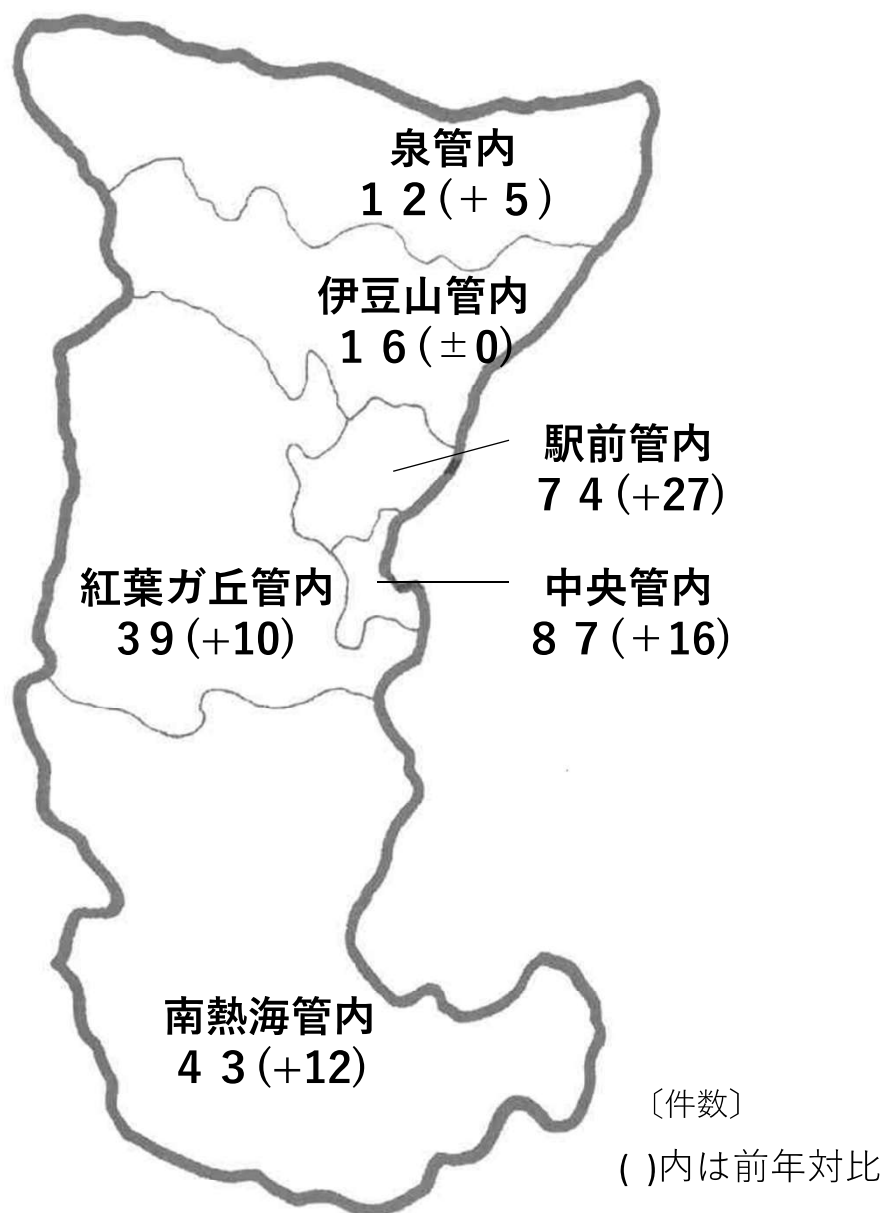 泉管内
１２(＋５)
伊豆山管内
１６(±0)
駅前管内
７４(+27)
紅葉ガ丘管内
３９(+10)
中央管内
８７(＋16)
南熱海管内
４３(+12)
〔件数〕
( )内は前年対比